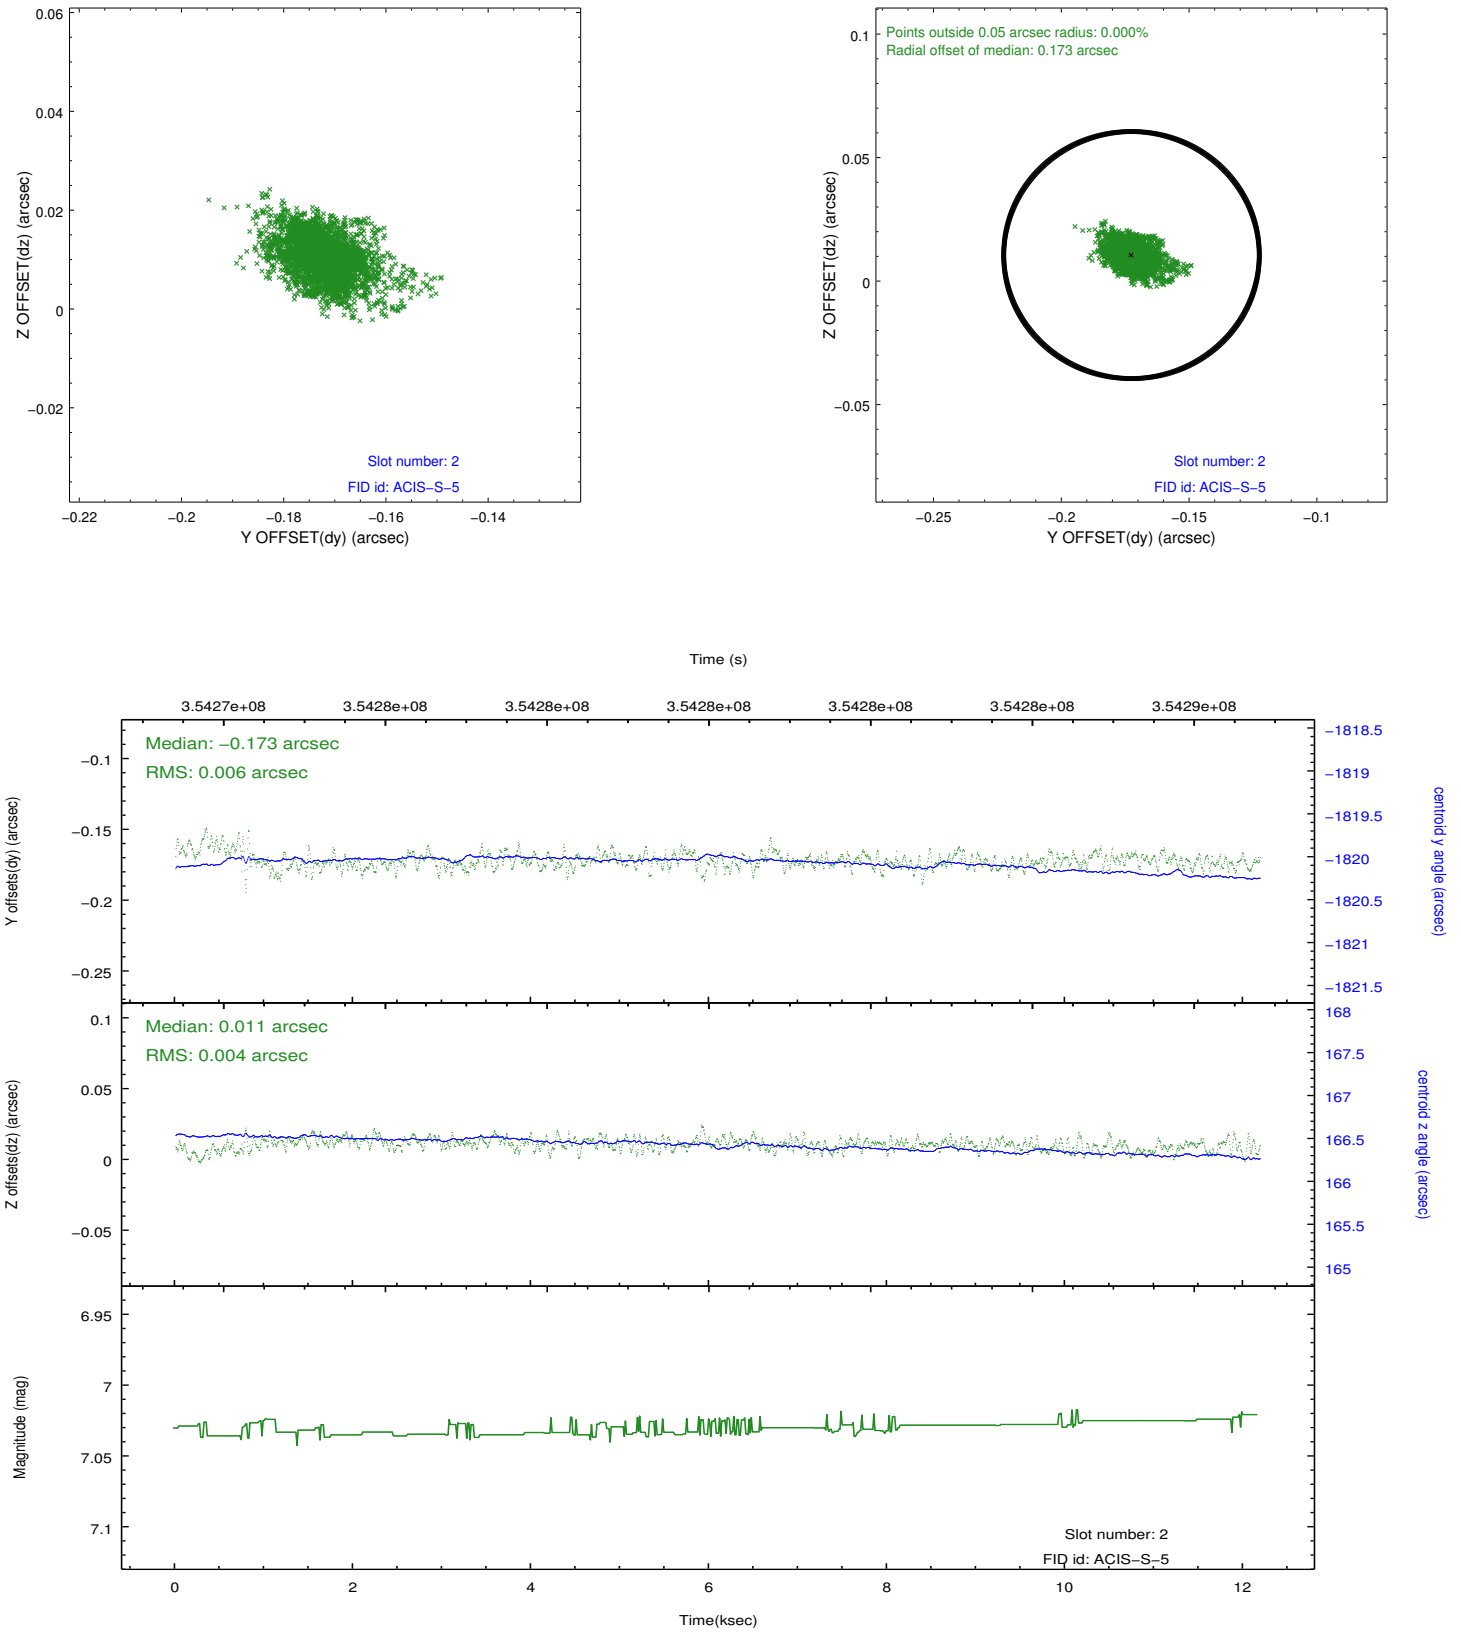 0.06
0.04
0.02
0
−0.02
Z OFFSET(dz) (arcsec)
Slot number: 2
FID id: ACIS−S−5
−0.22 −0.2 −0.18 −0.16 −0.14
Y OFFSET(dy) (arcsec)
Points outside 0.05 arcsec radius: 0.000%
Radial offset of median: 0.173 arcsec
0.1
0.05
0
−0.05
Z OFFSET(dz) (arcsec)
Slot number: 2
FID id: ACIS−S−5
−0.25 −0.2 −0.15 −0.1
Y OFFSET(dy) (arcsec)
Time (s)
3.5427e+08 3.5428e+08 3.5428e+08 3.5428e+08 3.5428e+08 3.5428e+08 3.5429e+08
Median: −0.173 arcsec
RMS: 0.006 arcsec
−0.1
−0.15
−0.2
−0.25
Y offsets(dy) (arcsec)
−1818.5
−1819
−1819.5
−1820
−1820.5
−1821
−1821.5
centroid y angle (arcsec)
Median: 0.011 arcsec
RMS: 0.004 arcsec
0.1
0.05
0
−0.05
Z offsets(dz) (arcsec)
168
167.5
167
166.5
166
165.5
165
centroid z angle (arcsec)
6.95
7
7.05
7.1
Magnitude (mag)
Slot number: 2
FID id: ACIS−S−5
0 2 4 6 8 10 12
Time(ksec)